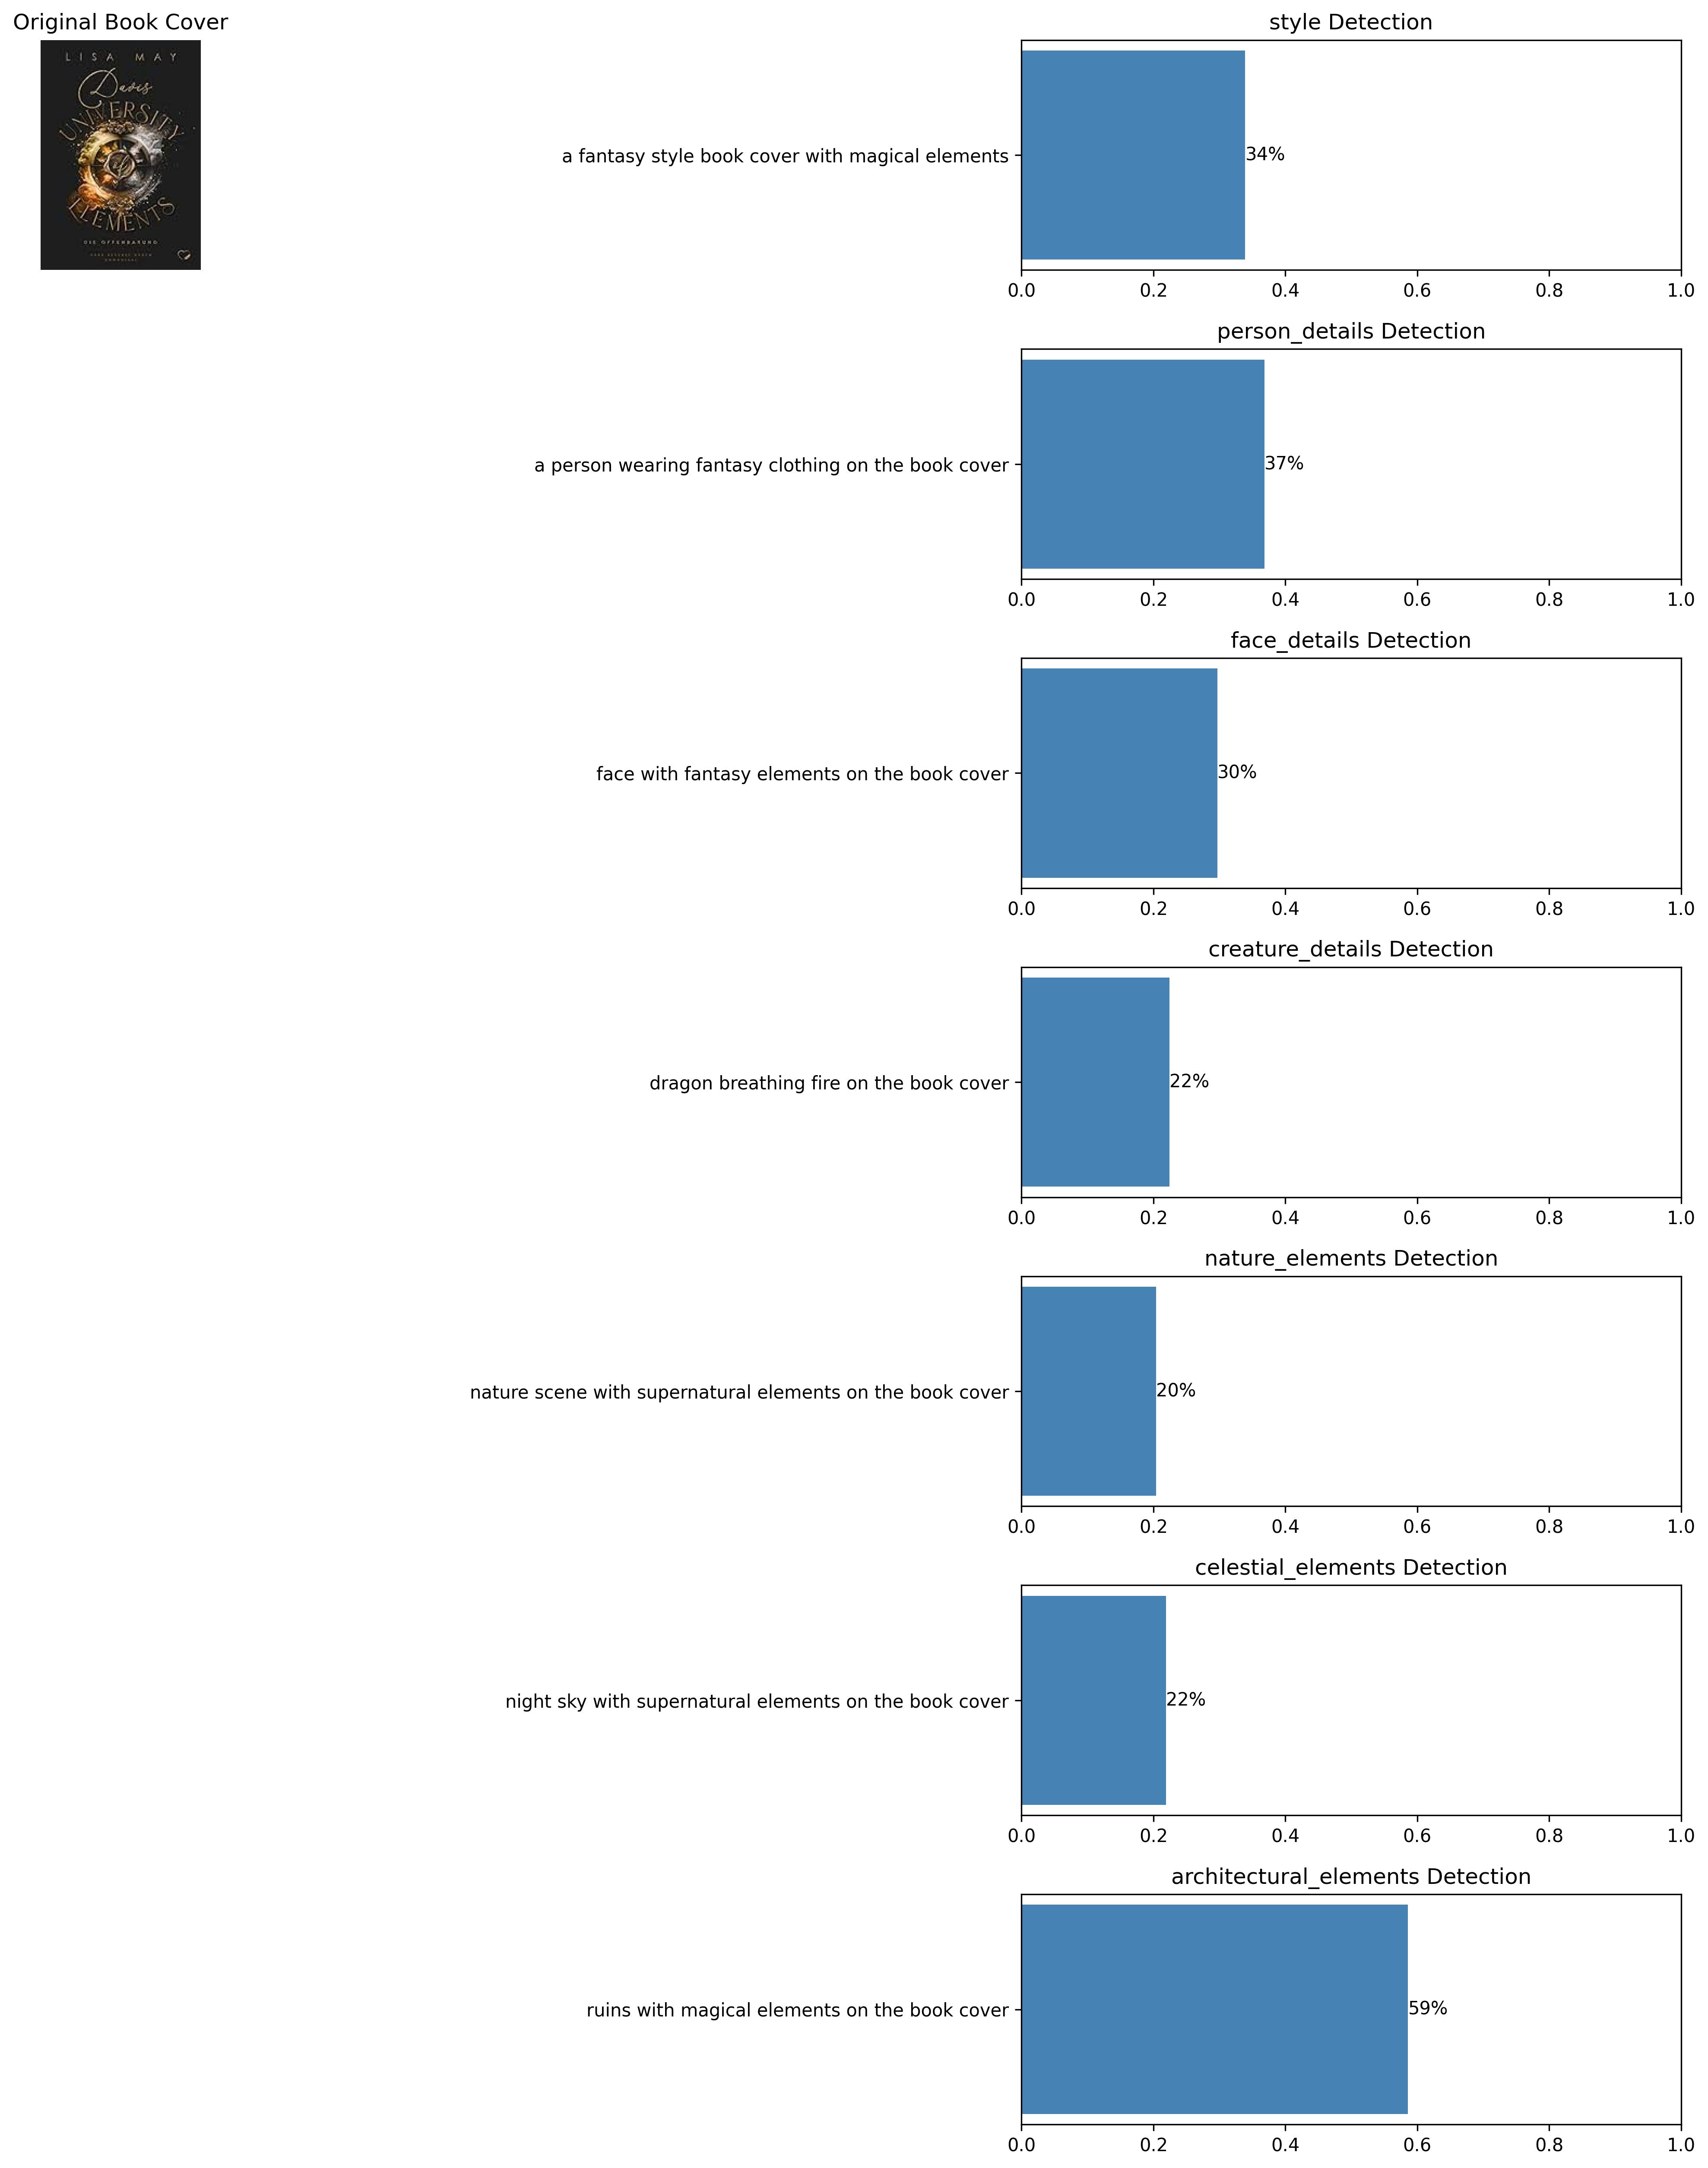 Original Book Cover
LISA MAY
Davis
UNIVERSITY
ELEMENTS
DIE OFFENBARUNG
style Detection
a fantasy style book cover with magical elements
34%
0.0 0.2 0.4 0.6 0.8 1.0
person_details Detection
a person wearing fantasy clothing on the book cover
37%
0.0 0.2 0.4 0.6 0.8 1.0
face_details Detection
face with fantasy elements on the book cover
30%
0.0 0.2 0.4 0.6 0.8 1.0
creature_details Detection
dragon breathing fire on the book cover
22%
0.0 0.2 0.4 0.6 0.8 1.0
nature_elements Detection
nature scene with supernatural elements on the book cover
20%
0.0 0.2 0.4 0.6 0.8 1.0
celestial_elements Detection
night sky with supernatural elements on the book cover
22%
0.0 0.2 0.4 0.6 0.8 1.0
architectural_elements Detection
ruins with magical elements on the book cover
59%
0.0 0.2 0.4 0.6 0.8 1.0